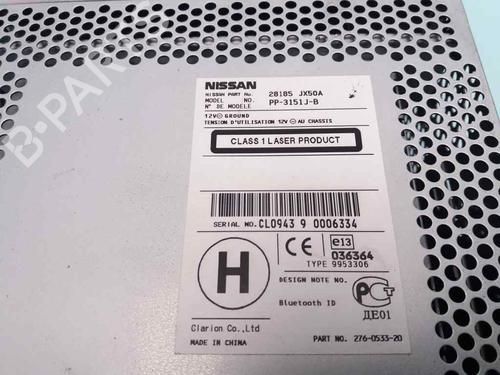 NISSAN
NISSAN PART No. 28185 JX50A
MODEL NO. PP-3151J-B
N° DE MODELE
12V⊖GROUND
TENSION D'UTILISATION 12V⊖AU CHASSIS
CLASS 1 LASER PRODUCT
SERIAL NO. CL0943 9 0006334
H
CE
e13
036364
TYPE 9953306
DESIGN NOTE NO.
Bluetooth ID
РСТ
ДЕ01
Clarion Co.,Ltd
MADE IN CHINA
PART NO. 276-0533-20
B-PARTS